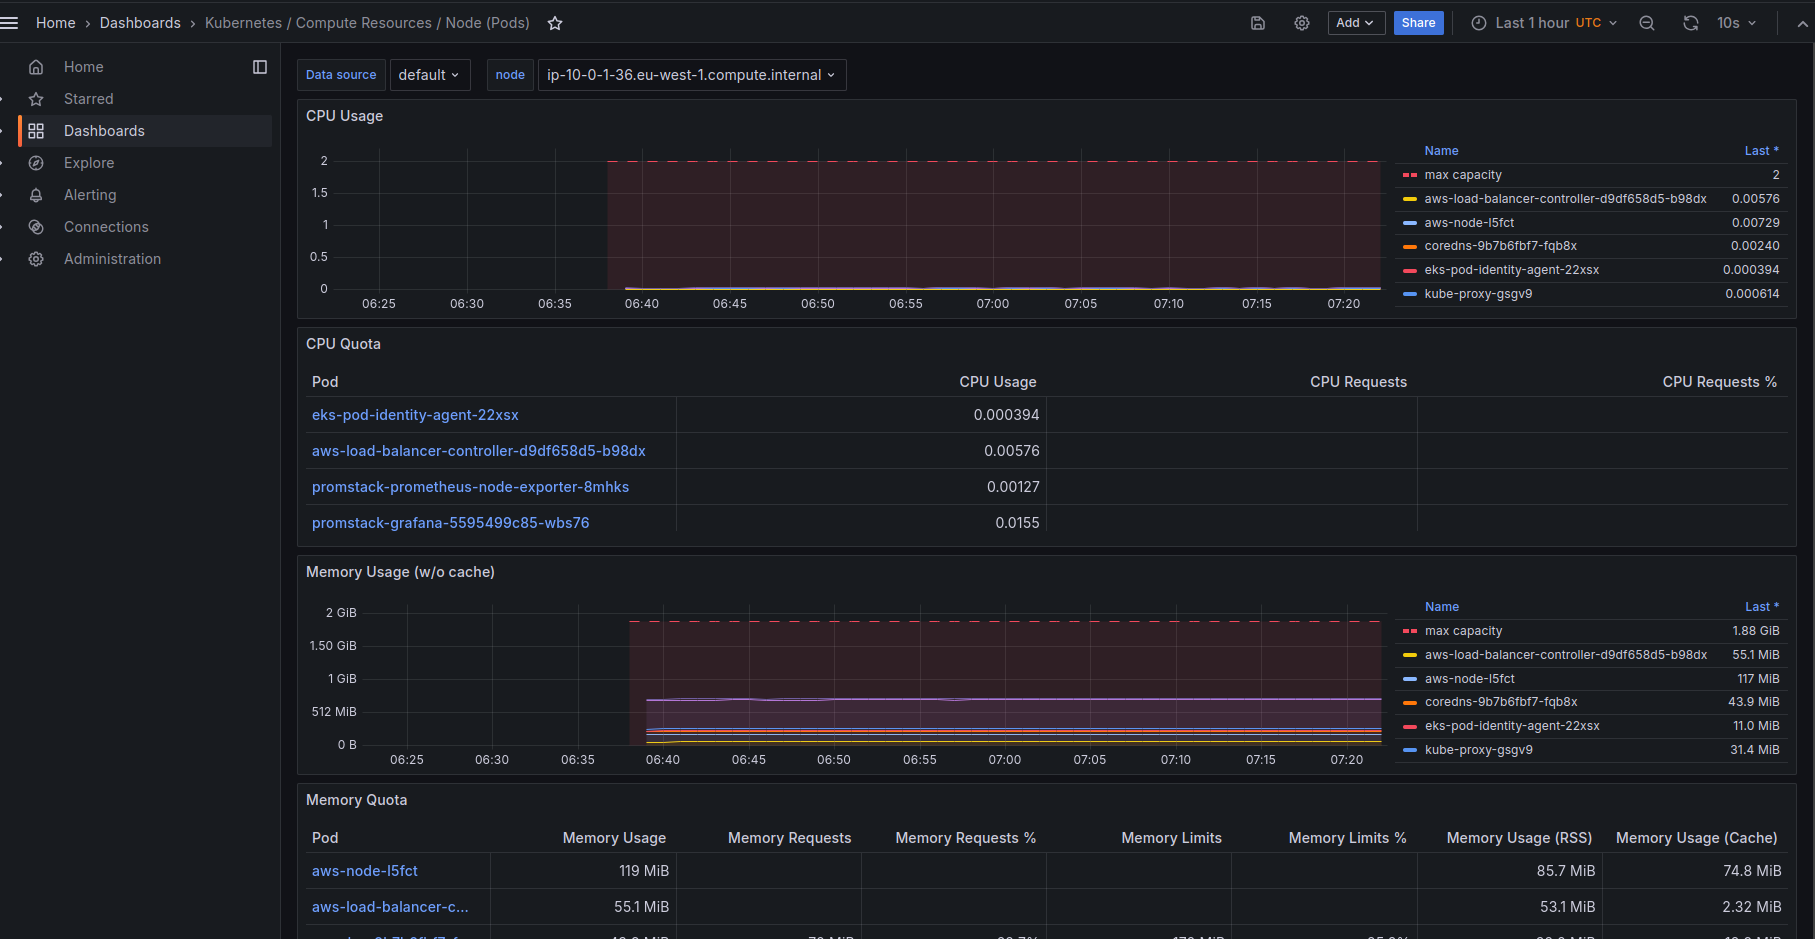 Home › Dashboards › Kubernetes / Compute Resources / Node (Pods) Add Share Last 1 hour UTC 10s
Home
Starred
Dashboards
Explore
Alerting
Connections
Administration
Data source default node ip-10-0-1-36.eu-west-1.compute.internal
CPU Usage
2
1.5
1
0.5
0
06:25 06:30 06:35 06:40 06:45 06:50 06:55 07:00 07:05 07:10 07:15 07:20
Name Last *
max capacity 2
aws-load-balancer-controller-d9df658d5-b98dx 0.00576
aws-node-l5fct 0.00729
coredns-9b7b6fbf7-fqb8x 0.00240
eks-pod-identity-agent-22xsx 0.000394
kube-proxy-gsgv9 0.000614
CPU Quota
Pod CPU Usage CPU Requests CPU Requests %
eks-pod-identity-agent-22xsx 0.000394
aws-load-balancer-controller-d9df658d5-b98dx 0.00576
promstack-prometheus-node-exporter-8mhks 0.00127
promstack-grafana-5595499c85-wbs76 0.0155
Memory Usage (w/o cache)
2 GiB
1.50 GiB
1 GiB
512 MiB
0 B
06:25 06:30 06:35 06:40 06:45 06:50 06:55 07:00 07:05 07:10 07:15 07:20
Name Last *
max capacity 1.88 GiB
aws-load-balancer-controller-d9df658d5-b98dx 55.1 MiB
aws-node-l5fct 117 MiB
coredns-9b7b6fbf7-fqb8x 43.9 MiB
eks-pod-identity-agent-22xsx 11.0 MiB
kube-proxy-gsgv9 31.4 MiB
Memory Quota
Pod Memory Usage Memory Requests Memory Requests % Memory Limits Memory Limits % Memory Usage (RSS) Memory Usage (Cache)
aws-node-l5fct 119 MiB 85.7 MiB 74.8 MiB
aws-load-balancer-c... 55.1 MiB 53.1 MiB 2.32 MiB